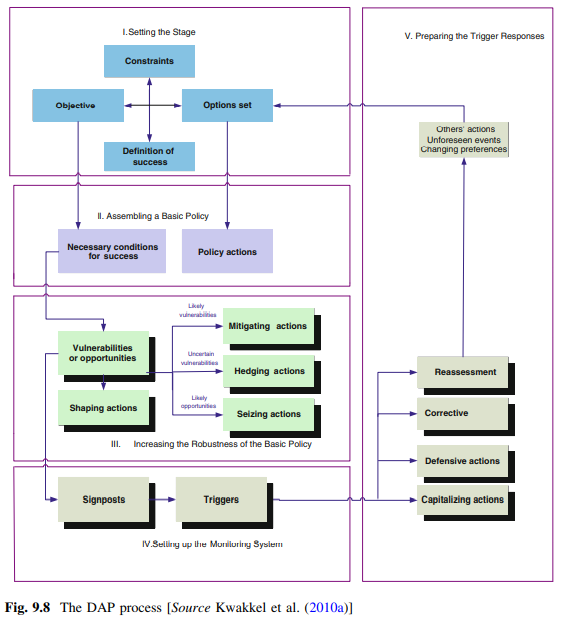 I.Setting the Stage
Constraints
Objective
Options set
Definition of
success
II. Assembling a Basic Policy
Necessary conditions
for success
Policy actions
Vulnerabilities
or opportunities
Shaping actions
Likely
vulnerabilities
Mitigating actions
Uncertain
vulnerabilities
Hedging actions
Likely
opportunities
Seizing actions
III. Increasing the Robustness of the Basic Policy
Signposts
Triggers
IV.Setting up the Monitoring System
V. Preparing the Trigger Responses
Others' actions
Unforeseen events
Changing preferences
Reassessment
Corrective
Defensive actions
Capitalizing actions
Fig. 9.8 The DAP process [Source Kwakkel et al. (2010a)]